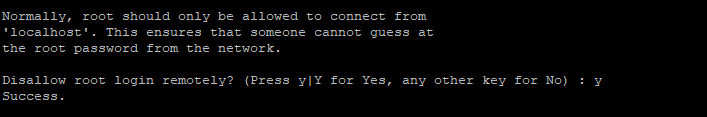 Normally, root should only be allowed to connect from
'localhost'. This ensures that someone cannot guess at
the root password from the network.
Disallow root login remotely? (Press y|Y for Yes, any other key for No) : y
Success.